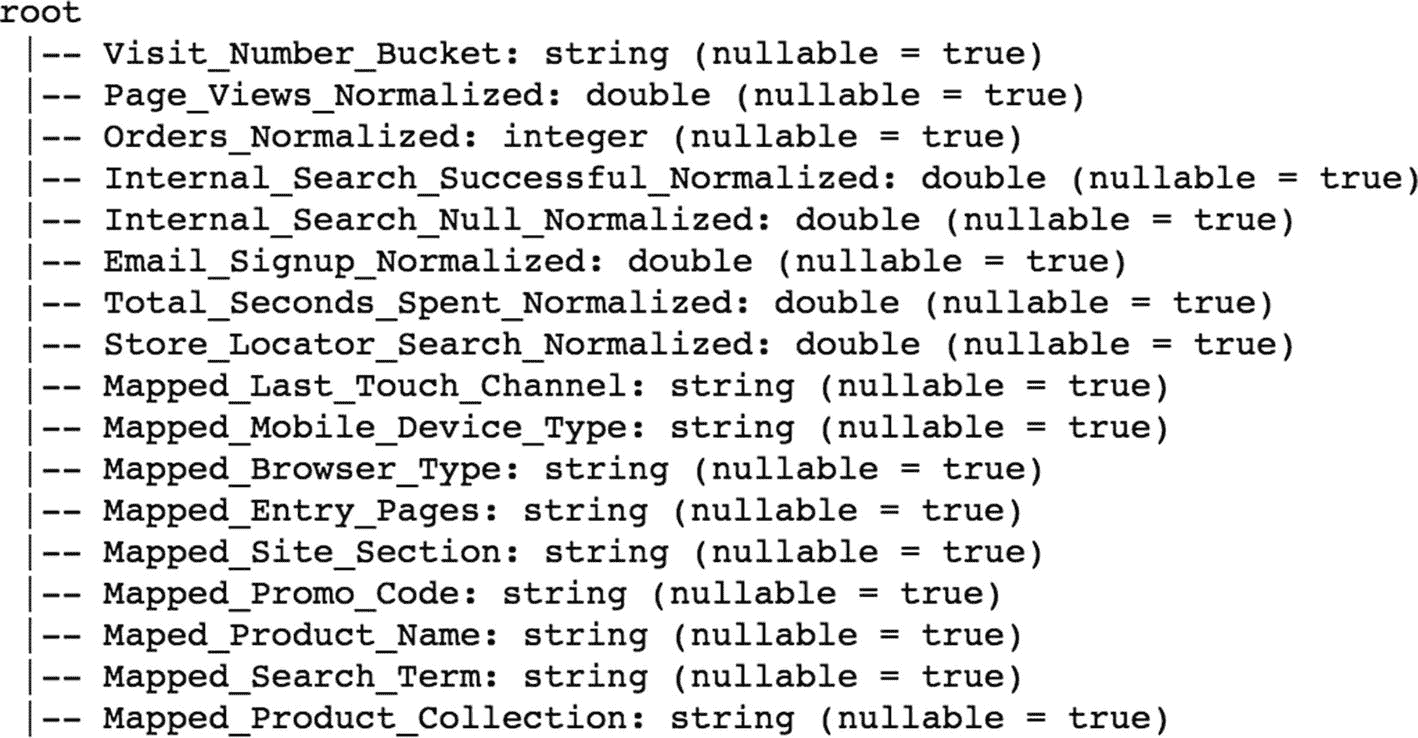 root
|-- Visit_Number_Bucket: string (nullable = true)
|-- Page_Views_Normalized: double (nullable = true)
|-- Orders_Normalized: integer (nullable = true)
|-- Internal_Search_Successful_Normalized: double (nullable = true)
|-- Internal_Search_Null_Normalized: double (nullable = true)
|-- Email_Signup_Normalized: double (nullable = true)
|-- Total_Seconds_Spent_Normalized: double (nullable = true)
|-- Store_Locator_Search_Normalized: double (nullable = true)
|-- Mapped_Last_Touch_Channel: string (nullable = true)
|-- Mapped_Mobile_Device_Type: string (nullable = true)
|-- Mapped_Browser_Type: string (nullable = true)
|-- Mapped_Entry_Pages: string (nullable = true)
|-- Mapped_Site_Section: string (nullable = true)
|-- Mapped_Promo_Code: string (nullable = true)
|-- Maped_Product_Name: string (nullable = true)
|-- Mapped_Search_Term: string (nullable = true)
|-- Mapped_Product_Collection: string (nullable = true)